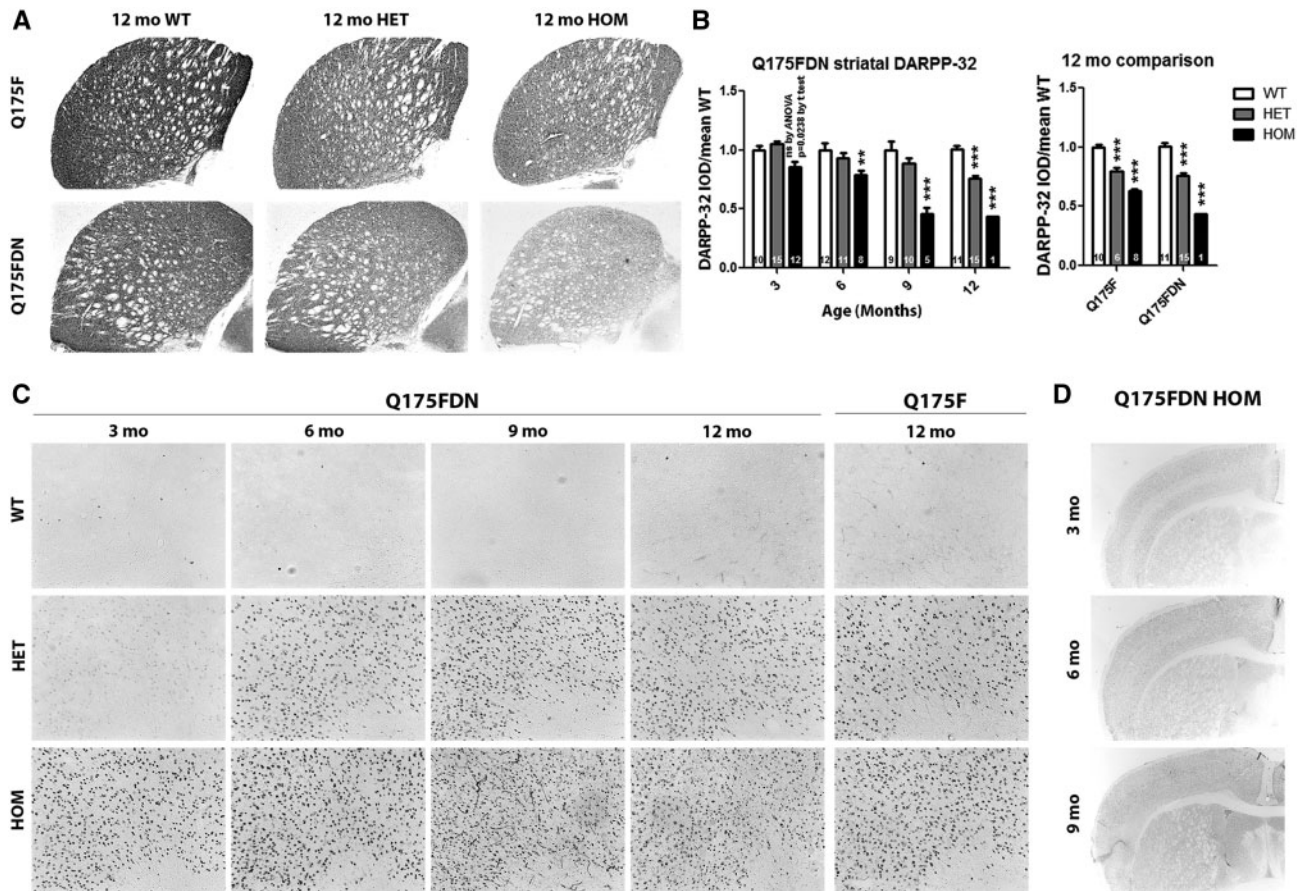 A
12 mo WT
12 mo HET
12 mo HOM
Q175F
Q175FDN
B
Q175FDN striatal DARPP-32
DARPP-32 IOD/mean WT
1.5
1.0
0.5
0.0
ns by ANOVA
p=0.0238 by t test
**
***
***
***
10
15
12
12
11
8
9
10
5
11
15
1
3
6
9
12
Age (Months)
12 mo comparison
DARPP-32 IOD/mean WT
1.5
1.0
0.5
0.0
***
***
***
***
10
6
8
11
15
1
Q175F
Q175FDN
WT
HET
HOM
C
Q175FDN
Q175F
3 mo
6 mo
9 mo
12 mo
12 mo
WT
HET
HOM
D
Q175FDN HOM
3 mo
6 mo
9 mo